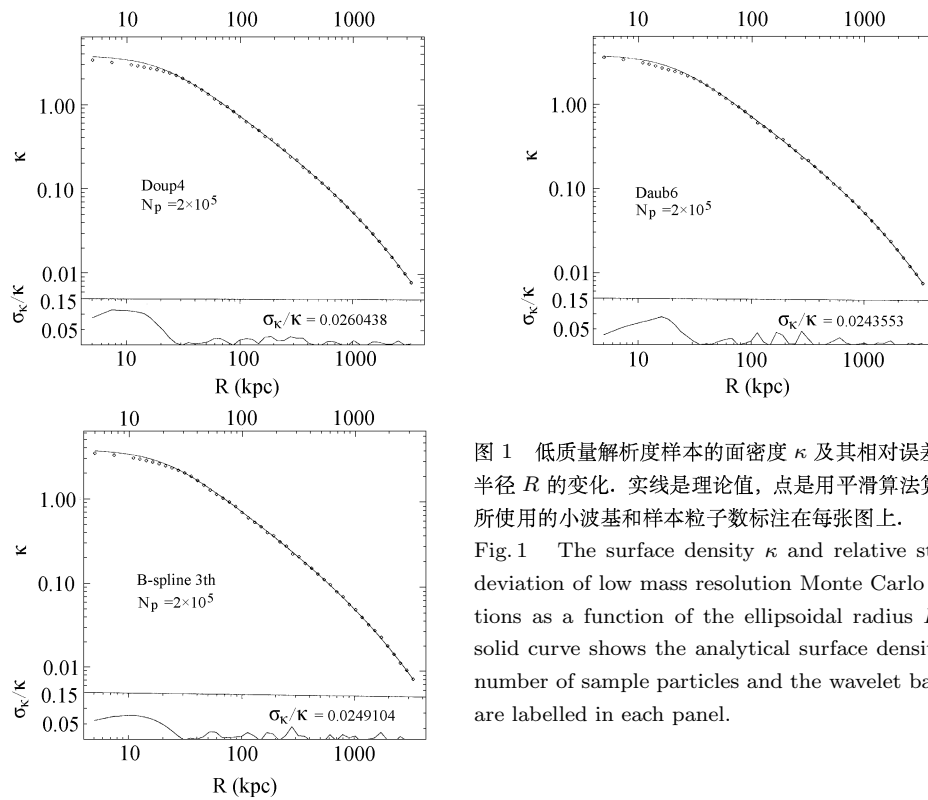 10 100 1000
1.00
κ
0.10
Doup4
Np =2×10⁵
0.01
0.15
σκ/κ
0.05
σκ/κ = 0.0260438
10 100 1000
R (kpc)
10 100 1000
1.00
κ
0.10
Daub6
Np =2×10⁵
0.01
0.15
σκ/κ
0.05
σκ/κ = 0.0243553
10 100 1000
R (kpc)
10 100 1000
1.00
κ
0.10
B-spline 3th
Np =2×10⁵
0.01
0.15
σκ/κ
0.05
σκ/κ = 0.0249104
10 100 1000
R (kpc)
图 1 低质量解析度样本的面密度 κ 及其相对误差
半径 R 的变化. 实线是理论值, 点是用平滑算法算
所使用的小波基和样本粒子数标注在每张图上.
Fig. 1 The surface density κ and relative st
deviation of low mass resolution Monte Carlo
tions as a function of the ellipsoidal radius
solid curve shows the analytical surface densit
number of sample particles and the wavelet ba
are labelled in each panel.